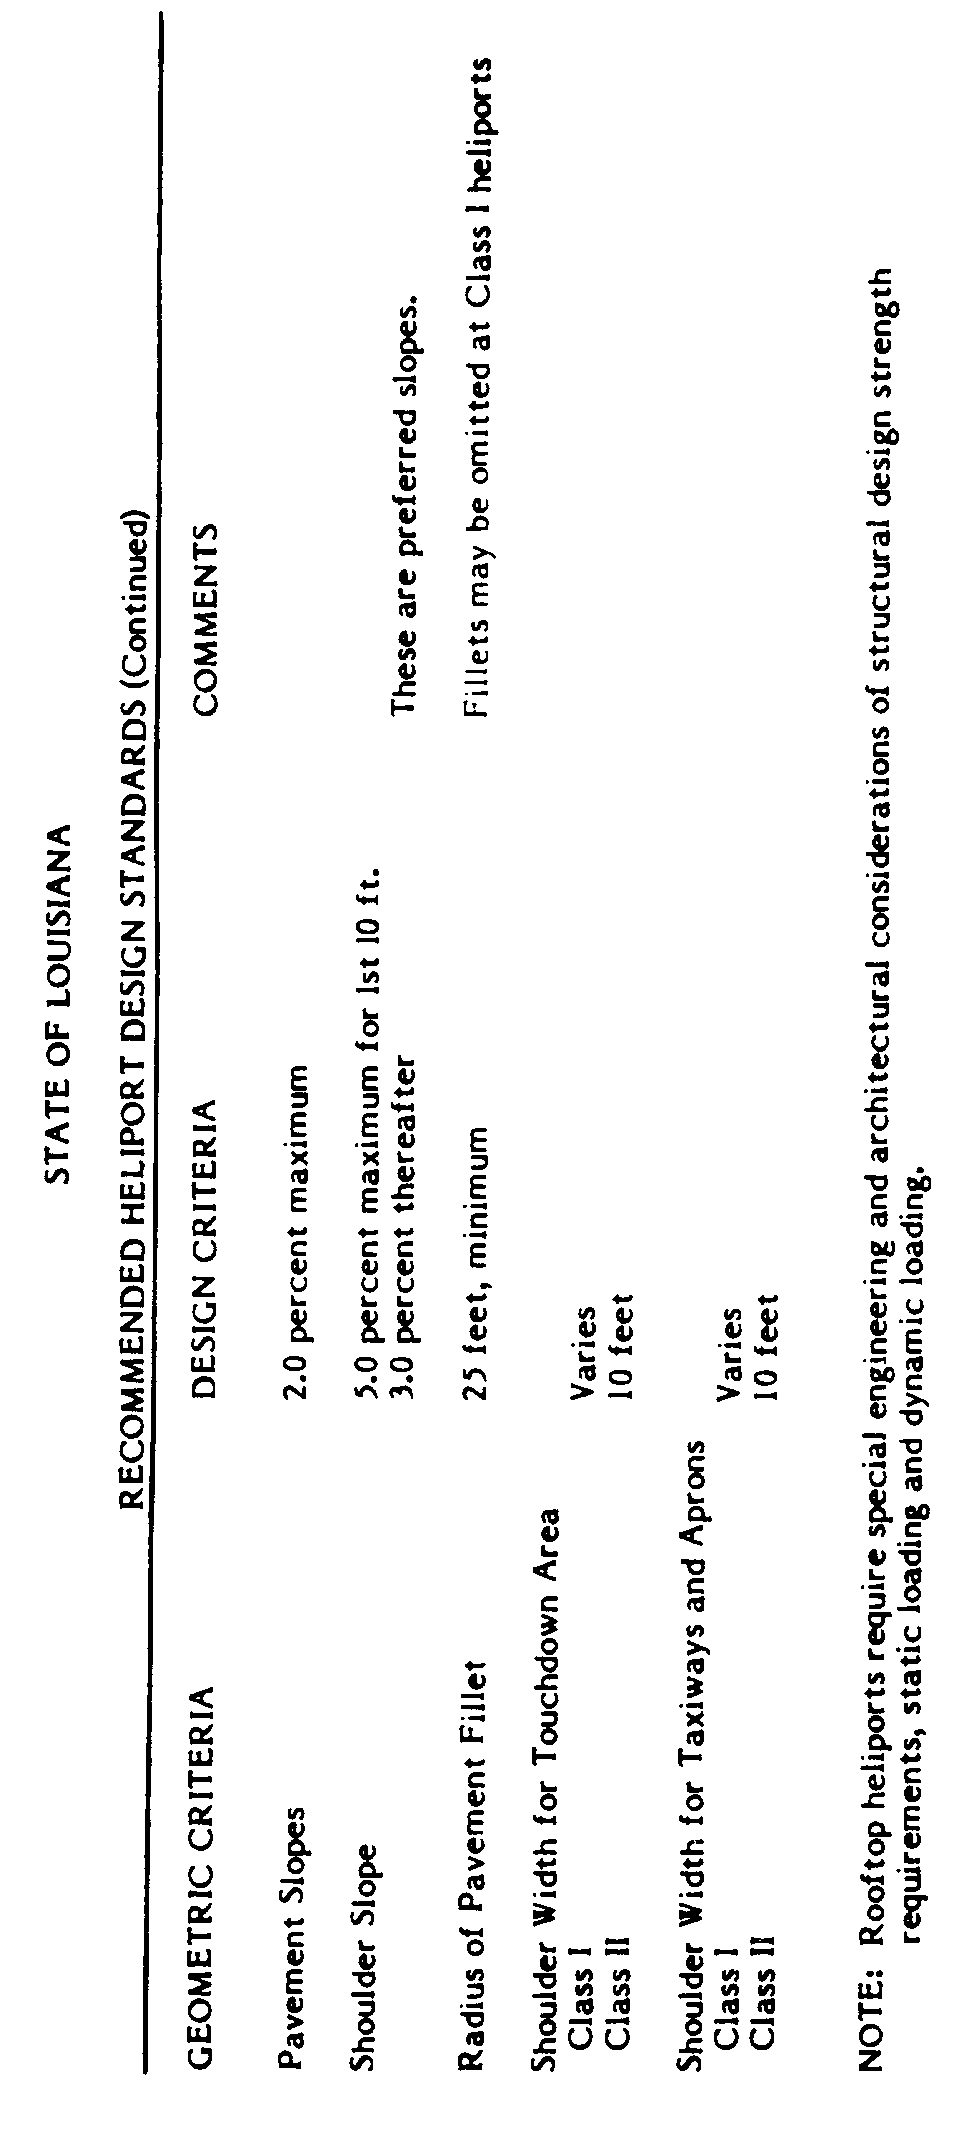 STATE OF LOUISIANA
RECOMMENDED HELIPORT DESIGN STANDARDS (Continued)
GEOMETRIC CRITERIA DESIGN CRITERIA COMMENTS
Pavement Slopes 2.0 percent maximum
Shoulder Slope 5.0 percent maximum for 1st 10 ft.
3.0 percent thereafter These are preferred slopes.
Radius of Pavement Fillet 25 feet, minimum Fillets may be omitted at Class I heliports
Shoulder Width for Touchdown Area
Class I Varies
Class II 10 feet
Shoulder Width for Taxiways and Aprons
Class I Varies
Class II 10 feet
NOTE: Rooftop heliports require special engineering and architectural considerations of structural design strength
requirements, static loading and dynamic loading.